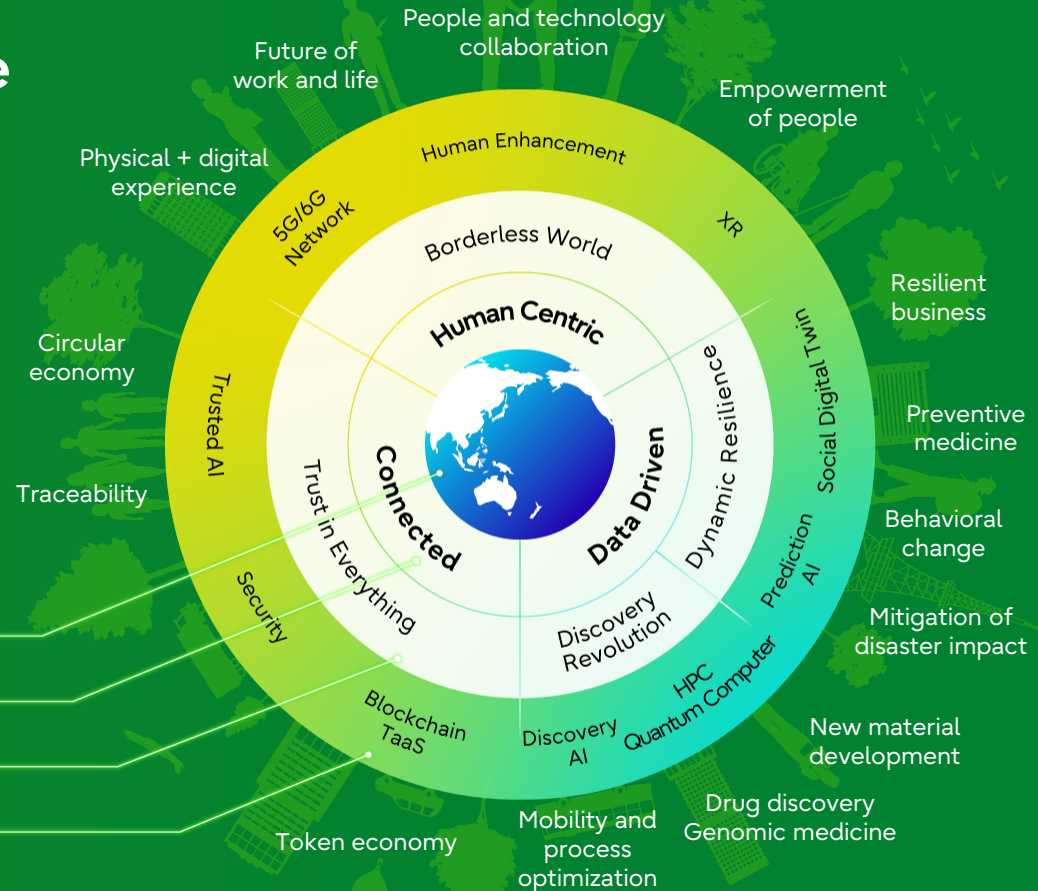 e
People and technology
collaboration
Future of
work and life
Empowerment
of people
Physical + digital
experience
Resilient
business
Circular
economy
Preventive
medicine
Traceability
Behavioral
change
Mitigation of
disaster impact
New material
development
Drug discovery
Genomic medicine
Mobility and
process
optimization
Token economy
Human Enhancement
5G/6G
Network
XR
Trusted AI
Social Digital Twin
Prediction
AI
Security
HPC
Quantum Computer
Blockchain
TaaS
Discovery
AI
Borderless World
Dynamic Resilience
Trust in Everything
Discovery
Revolution
Human Centric
Connected
Data Driven